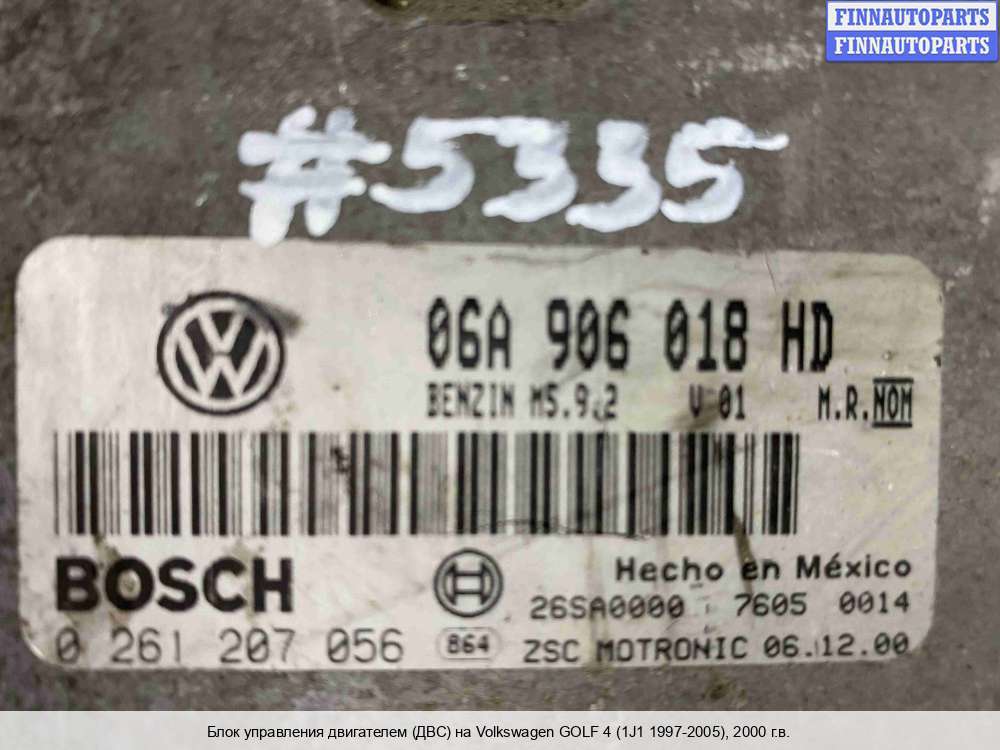 FINNAUTOPARTS
FINNAUTOPARTS
#5335
06A 906 018 HD
BENZIN M5.9.2 V 01 M.R.NOM
BOSCH
Hecho en México
26SA0000 7605 0014
0 261 207 056 864 ZSC MOTRONIC 06.12.00
Блок управления двигателем (ДВС) на Volkswagen GOLF 4 (1J1 1997-2005), 2000 г.в.